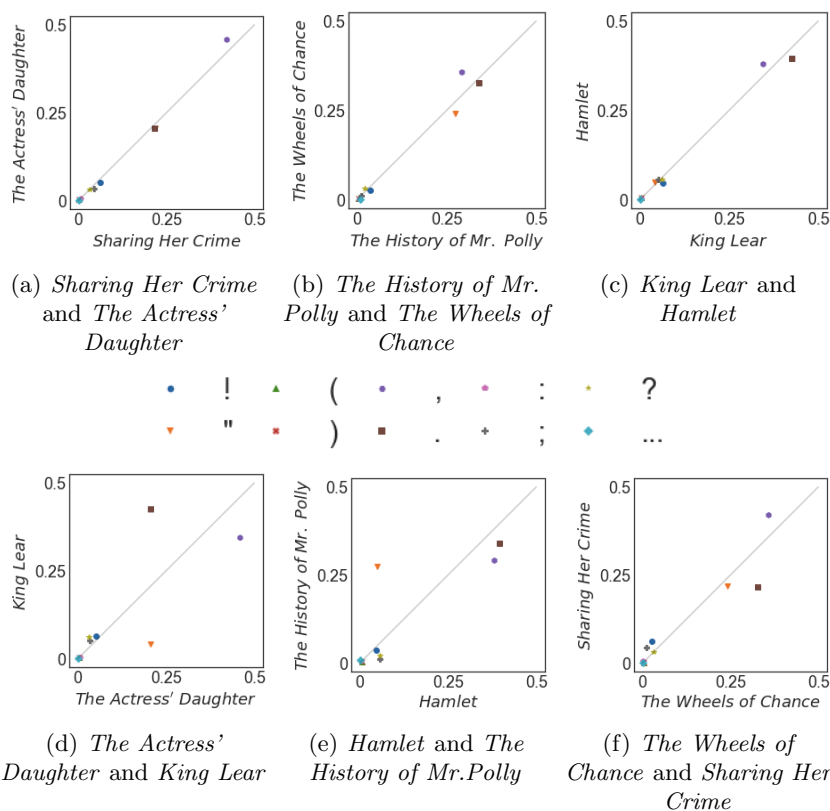 0.5
0.25
0
0
0.25
0.5
The Actress' Daughter
Sharing Her Crime
0.5
0.25
0
0
0.25
0.5
The Wheels of Chance
The History of Mr. Polly
0.5
0.25
0
0
0.25
0.5
Hamlet
King Lear
(a) Sharing Her Crime
and The Actress'
Daughter
(b) The History of Mr.
Polly and The Wheels of
Chance
(c) King Lear and
Hamlet
! ( , : ?
" ) . ; ...
0.5
0.25
0
0
0.25
0.5
King Lear
The Actress' Daughter
0.5
0.25
0
0
0.25
0.5
The History of Mr. Polly
Hamlet
0.5
0.25
0
0
0.25
0.5
Sharing Her Crime
The Wheels of Chance
(d) The Actress'
Daughter and King Lear
(e) Hamlet and The
History of Mr.Polly
(f) The Wheels of
Chance and Sharing Her
Crime